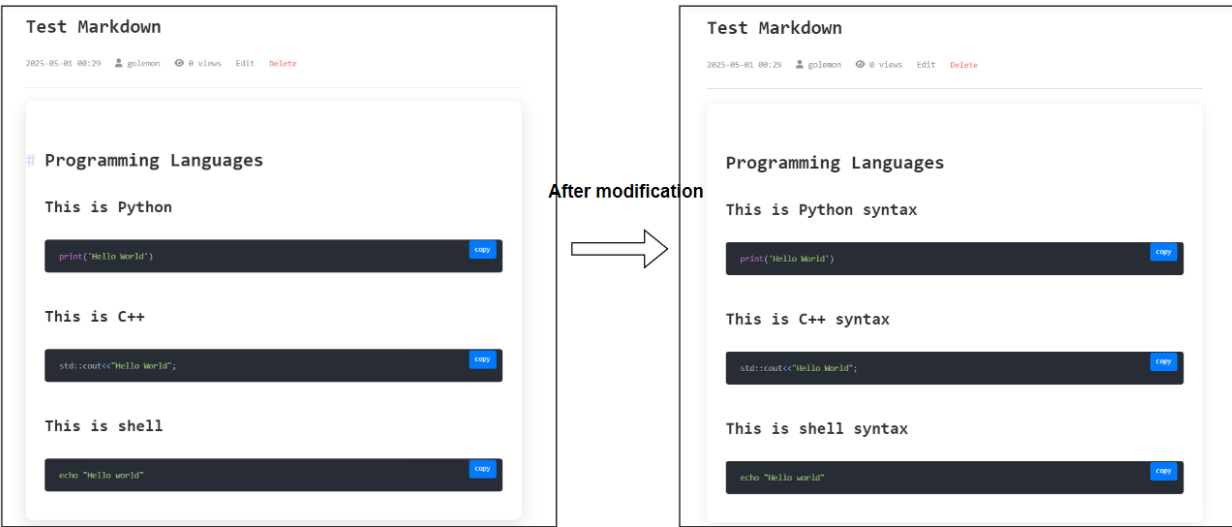 Test Markdown
2025-05-01 00:29 golemon 0 views Edit Delete
# Programming Languages
This is Python
copy
print('Hello World')
This is C++
copy
std::cout<<"Hello World";
This is shell
copy
echo "Hello world"
After modification
Test Markdown
2025-05-01 00:29 golemon 0 views Edit Delete
Programming Languages
This is Python syntax
copy
print('Hello World')
This is C++ syntax
copy
std::cout<<"Hello World";
This is shell syntax
copy
echo "Hello world"